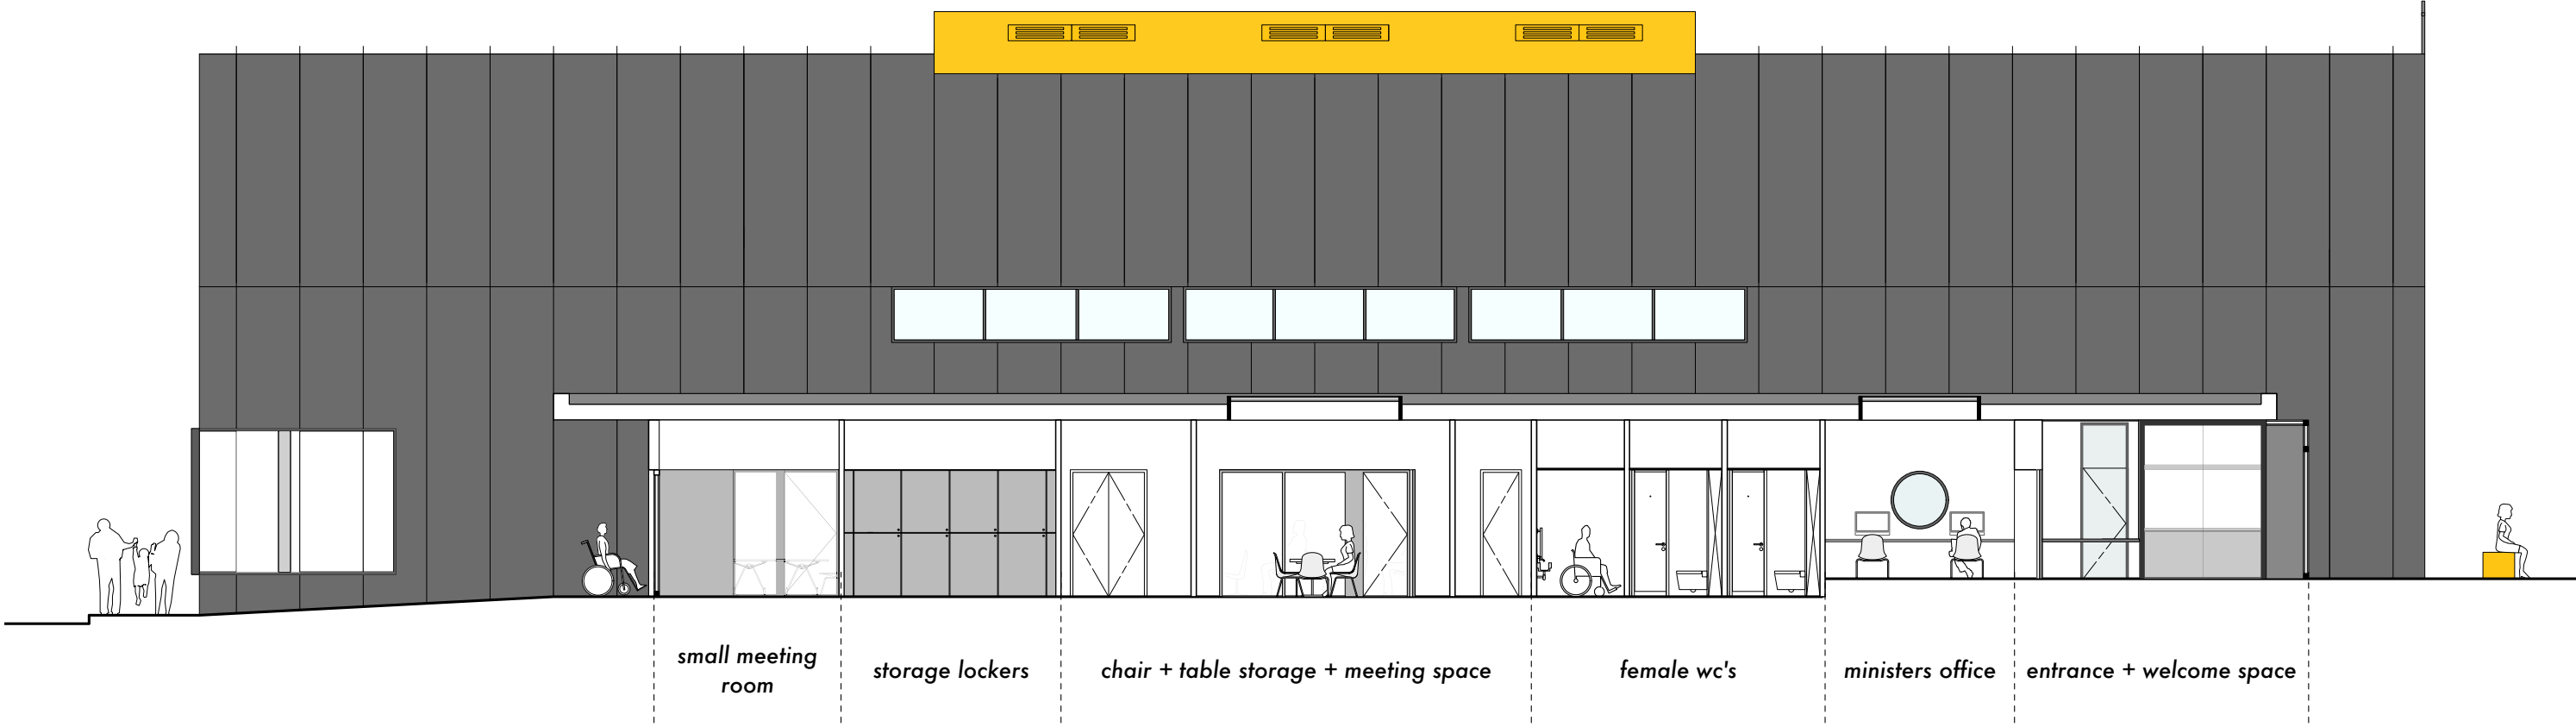 small meeting
room
storage lockers
chair + table storage + meeting space
female wc's
ministers office
entrance + welcome space